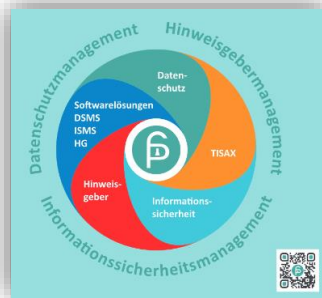 Datenschutzmanagement
Hinweisgebermanagement
Informationssicherheitsmanagement
Daten-
schutz
Softwarelösungen
DSMS
ISMS
HG
TISAX
Hinweis-
geber
Informations-
sicherheit